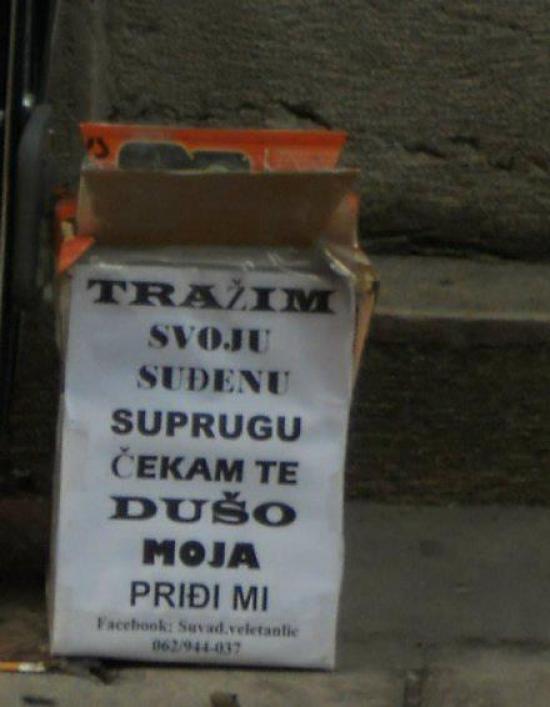 TRAŽIM
SVOJU
SUĐENU
SUPRUGU
ČEKAM TE
DUŠO
MOJA
PRIĐI MI
Facebook: Suvad.veletanlic
062/944-037